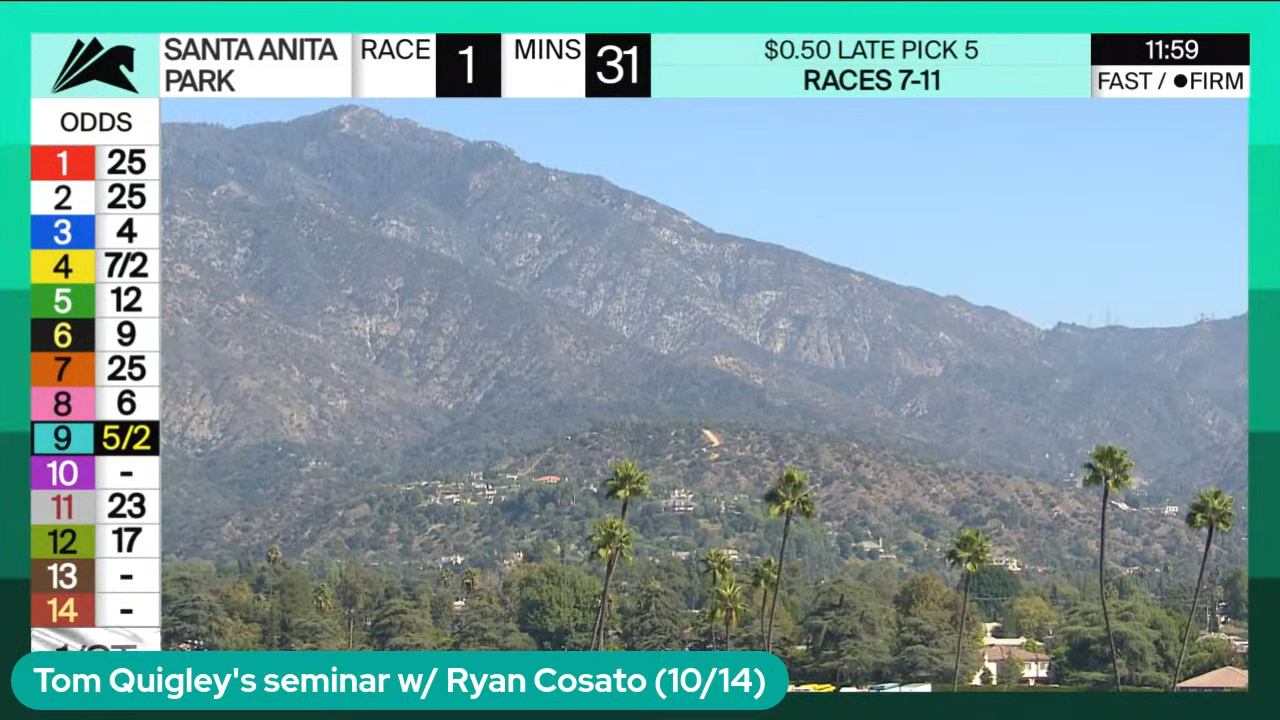 SANTA ANITA
PARK
RACE 1
MINS 31
$0.50 LATE PICK 5
RACES 7-11
11:59
FAST / ●FIRM
ODDS
1 25
2 25
3 4
4 7/2
5 12
6 9
7 25
8 6
9 5/2
10 -
11 23
12 17
13 -
14 -
Tom Quigley's seminar w/ Ryan Cosato (10/14)